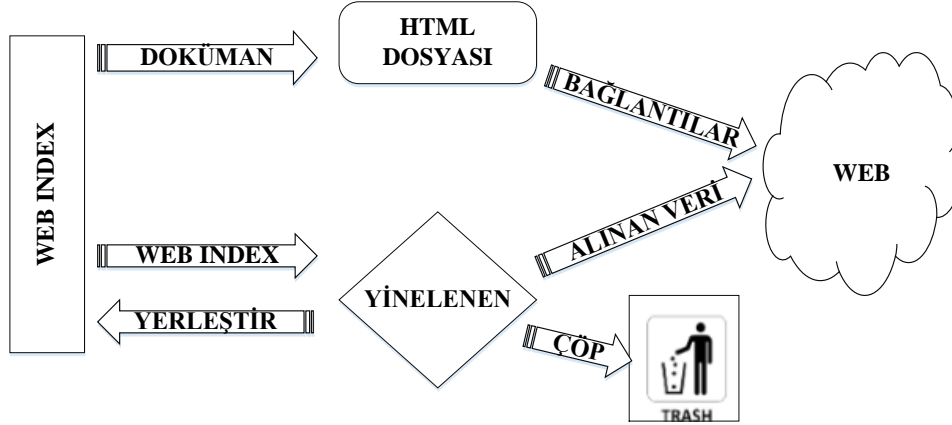 HTML
DOSYASI
DOKÜMAN
BAĞLANTILAR
WEB INDEX
WEB
ALINAN VERİ
WEB INDEX
YİNELENEN
YERLEŞTİR
ÇÖP
TRASH